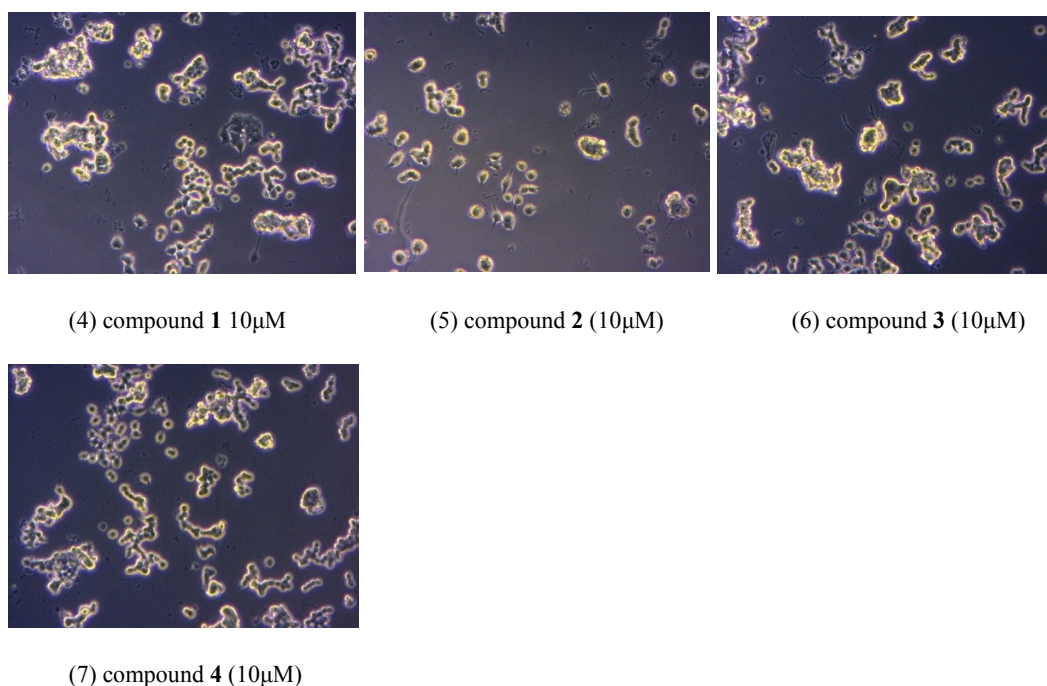 (4) compound 1 10μM
(5) compound 2 (10μM)
(6) compound 3 (10μM)
(7) compound 4 (10μM)